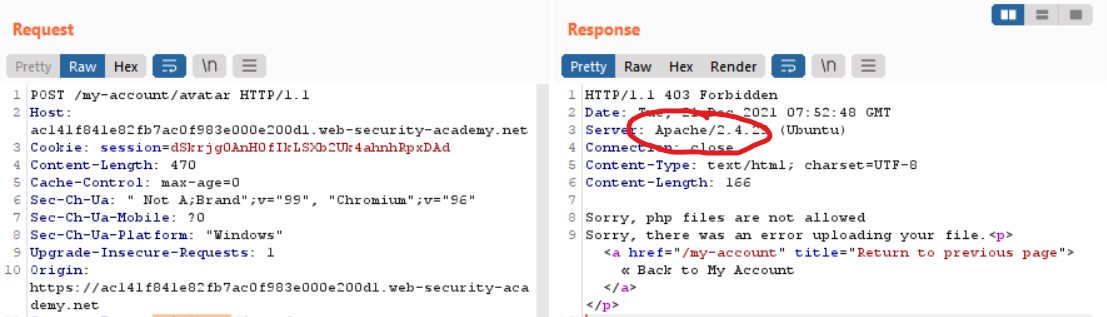 Request
Response
Pretty Raw Hex \n
Pretty Raw Hex Render \n
1 POST /my-account/avatar HTTP/1.1
2 Host:
ac141f841e82fb7ac0f983e000e200d1.web-security-academy.net
3 Cookie: session=dSkrjg0AnH0fIkLSXb2Uk4ahnhRpxDAd
4 Content-Length: 470
5 Cache-Control: max-age=0
6 Sec-Ch-Ua: " Not A;Brand";v="99", "Chromium";v="96"
7 Sec-Ch-Ua-Mobile: ?0
8 Sec-Ch-Ua-Platform: "Windows"
9 Upgrade-Insecure-Requests: 1
10 Origin:
https://ac141f841e82fb7ac0f983e000e200d1.web-security-aca
demy.net
1 HTTP/1.1 403 Forbidden
2 Date: Tue, 21 Dec 2021 07:52:48 GMT
3 Server: Apache/2.4. (Ubuntu)
4 Connection: close
5 Content-Type: text/html; charset=UTF-8
6 Content-Length: 166
7
8 Sorry, php files are not allowed
9 Sorry, there was an error uploading your file.<p>
<a href="/my-account" title="Return to previous page">
« Back to My Account
</a>
</p>